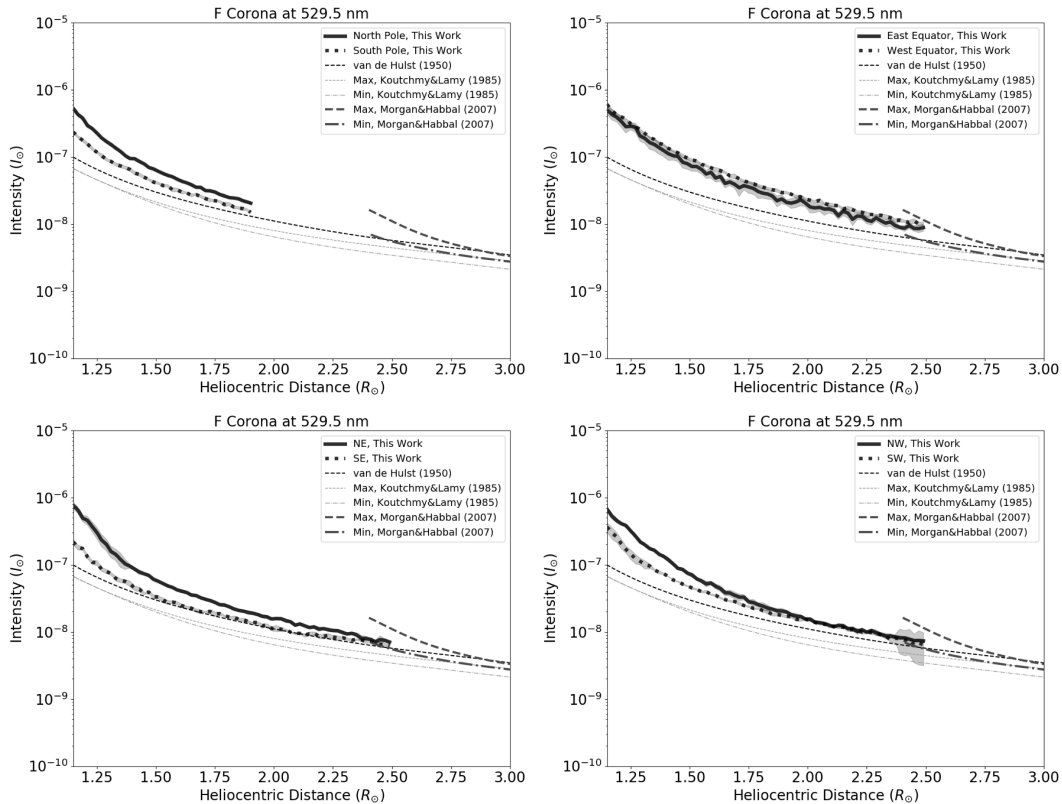 F Corona at 529.5 nm
North Pole, This Work
South Pole, This Work
van de Hulst (1950)
Max, Koutchmy&Lamy (1985)
Min, Koutchmy&Lamy (1985)
Max, Morgan&Habbal (2007)
Min, Morgan&Habbal (2007)
Intensity (I☉)
10⁻⁵
10⁻⁶
10⁻⁷
10⁻⁸
10⁻⁹
10⁻¹⁰
1.25 1.50 1.75 2.00 2.25 2.50 2.75 3.00
Heliocentric Distance (R☉)
F Corona at 529.5 nm
East Equator, This Work
West Equator, This Work
van de Hulst (1950)
Max, Koutchmy&Lamy (1985)
Min, Koutchmy&Lamy (1985)
Max, Morgan&Habbal (2007)
Min, Morgan&Habbal (2007)
Intensity (I☉)
10⁻⁵
10⁻⁶
10⁻⁷
10⁻⁸
10⁻⁹
10⁻¹⁰
1.25 1.50 1.75 2.00 2.25 2.50 2.75 3.00
Heliocentric Distance (R☉)
F Corona at 529.5 nm
NE, This Work
SE, This Work
van de Hulst (1950)
Max, Koutchmy&Lamy (1985)
Min, Koutchmy&Lamy (1985)
Max, Morgan&Habbal (2007)
Min, Morgan&Habbal (2007)
Intensity (I☉)
10⁻⁵
10⁻⁶
10⁻⁷
10⁻⁸
10⁻⁹
10⁻¹⁰
1.25 1.50 1.75 2.00 2.25 2.50 2.75 3.00
Heliocentric Distance (R☉)
F Corona at 529.5 nm
NW, This Work
SW, This Work
van de Hulst (1950)
Max, Koutchmy&Lamy (1985)
Min, Koutchmy&Lamy (1985)
Max, Morgan&Habbal (2007)
Min, Morgan&Habbal (2007)
Intensity (I☉)
10⁻⁵
10⁻⁶
10⁻⁷
10⁻⁸
10⁻⁹
10⁻¹⁰
1.25 1.50 1.75 2.00 2.25 2.50 2.75 3.00
Heliocentric Distance (R☉)